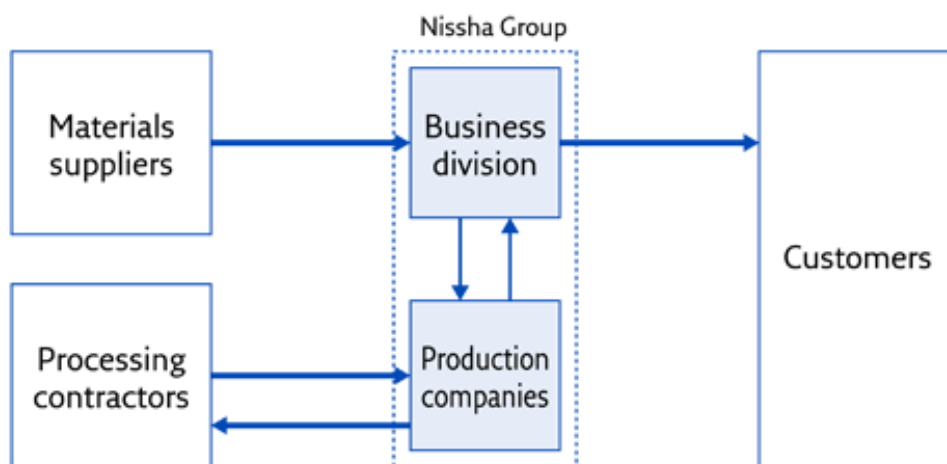 Nissha Group
Materials
suppliers
Business
division
Customers
Processing
contractors
Production
companies